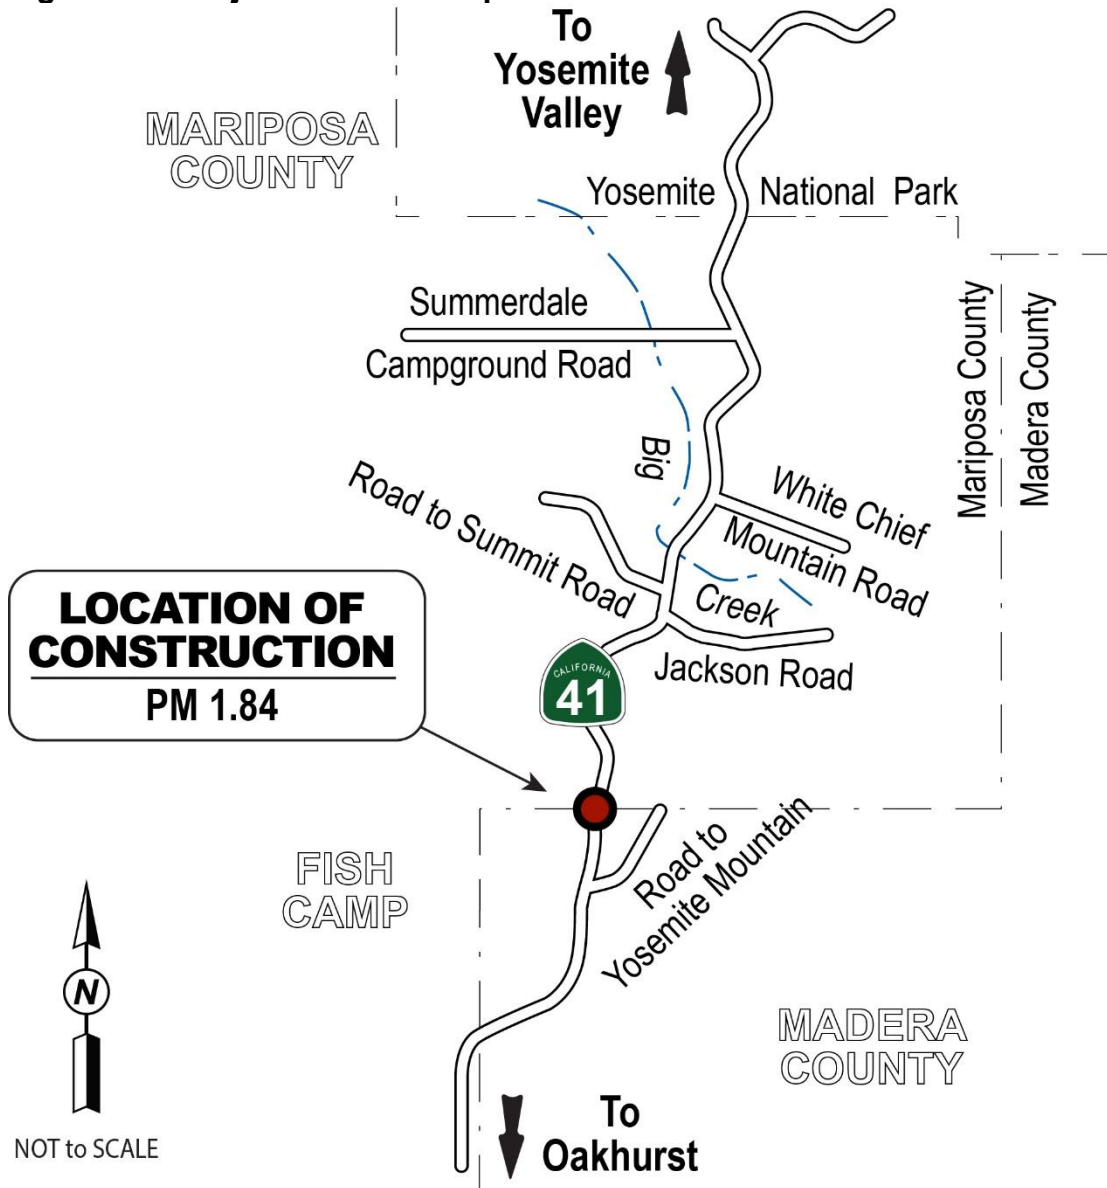 To
Yosemite
Valley
MARIPOSA
COUNTY
Yosemite National Park
Summerdale
Campground Road
Mariposa County
Madera County
Big
Creek
White Chief
Mountain Road
Road to Summit Road
Jackson Road
LOCATION OF
CONSTRUCTION
PM 1.84
CALIFORNIA
41
Road to
Yosemite Mountain
FISH
CAMP
N
NOT to SCALE
MADERA
COUNTY
To
Oakhurst